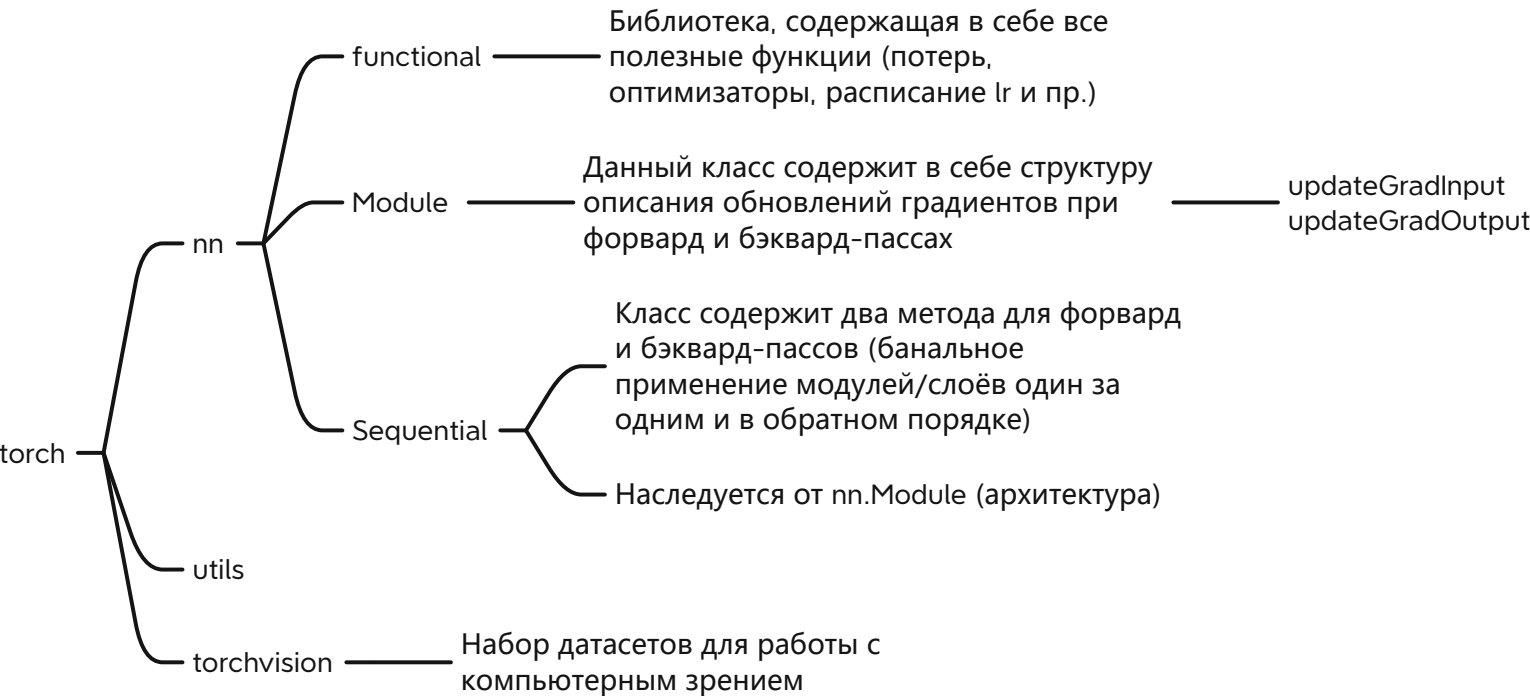 Библиотека, содержащая в себе все
functional
полезные функции (потерь,
оптимизаторы, расписание lr и пр.)
Данный класс содержит в себе структуру
Module
описания обновлений градиентов при
форвард и бэквард-пассах
updateGradInput
updateGradOutput
nn
Класс содержит два метода для форвард
и бэквард-пассов (банальное
применение модулей/слоёв один за
одним и в обратном порядке)
Sequential
Наследуется от nn.Module (архитектура)
torch
utils
torchvision
Набор датасетов для работы с
компьютерным зрением